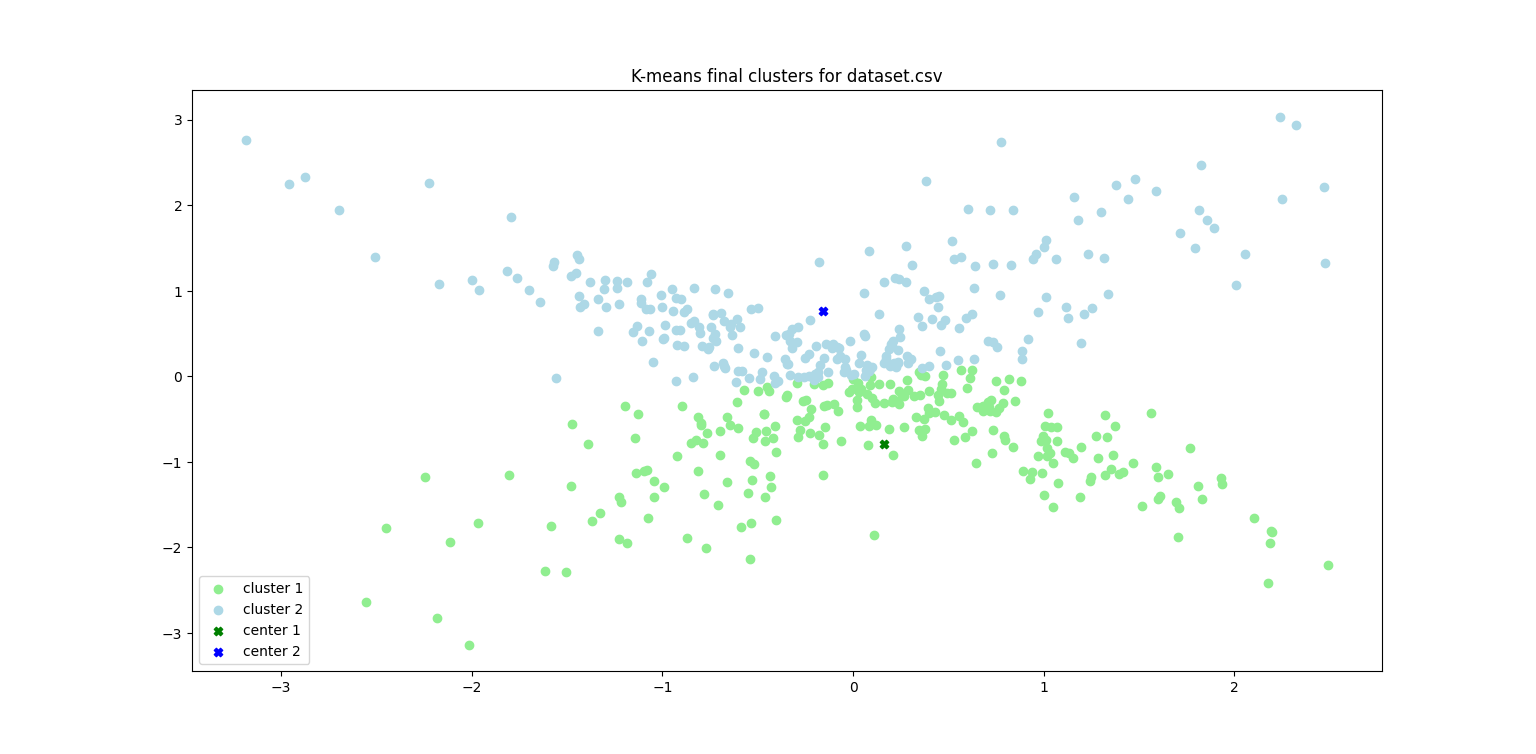 K-means final clusters for dataset.csv
3
2
1
0
−1
−2
−3
cluster 1
cluster 2
center 1
center 2
−3 −2 −1 0 1 2